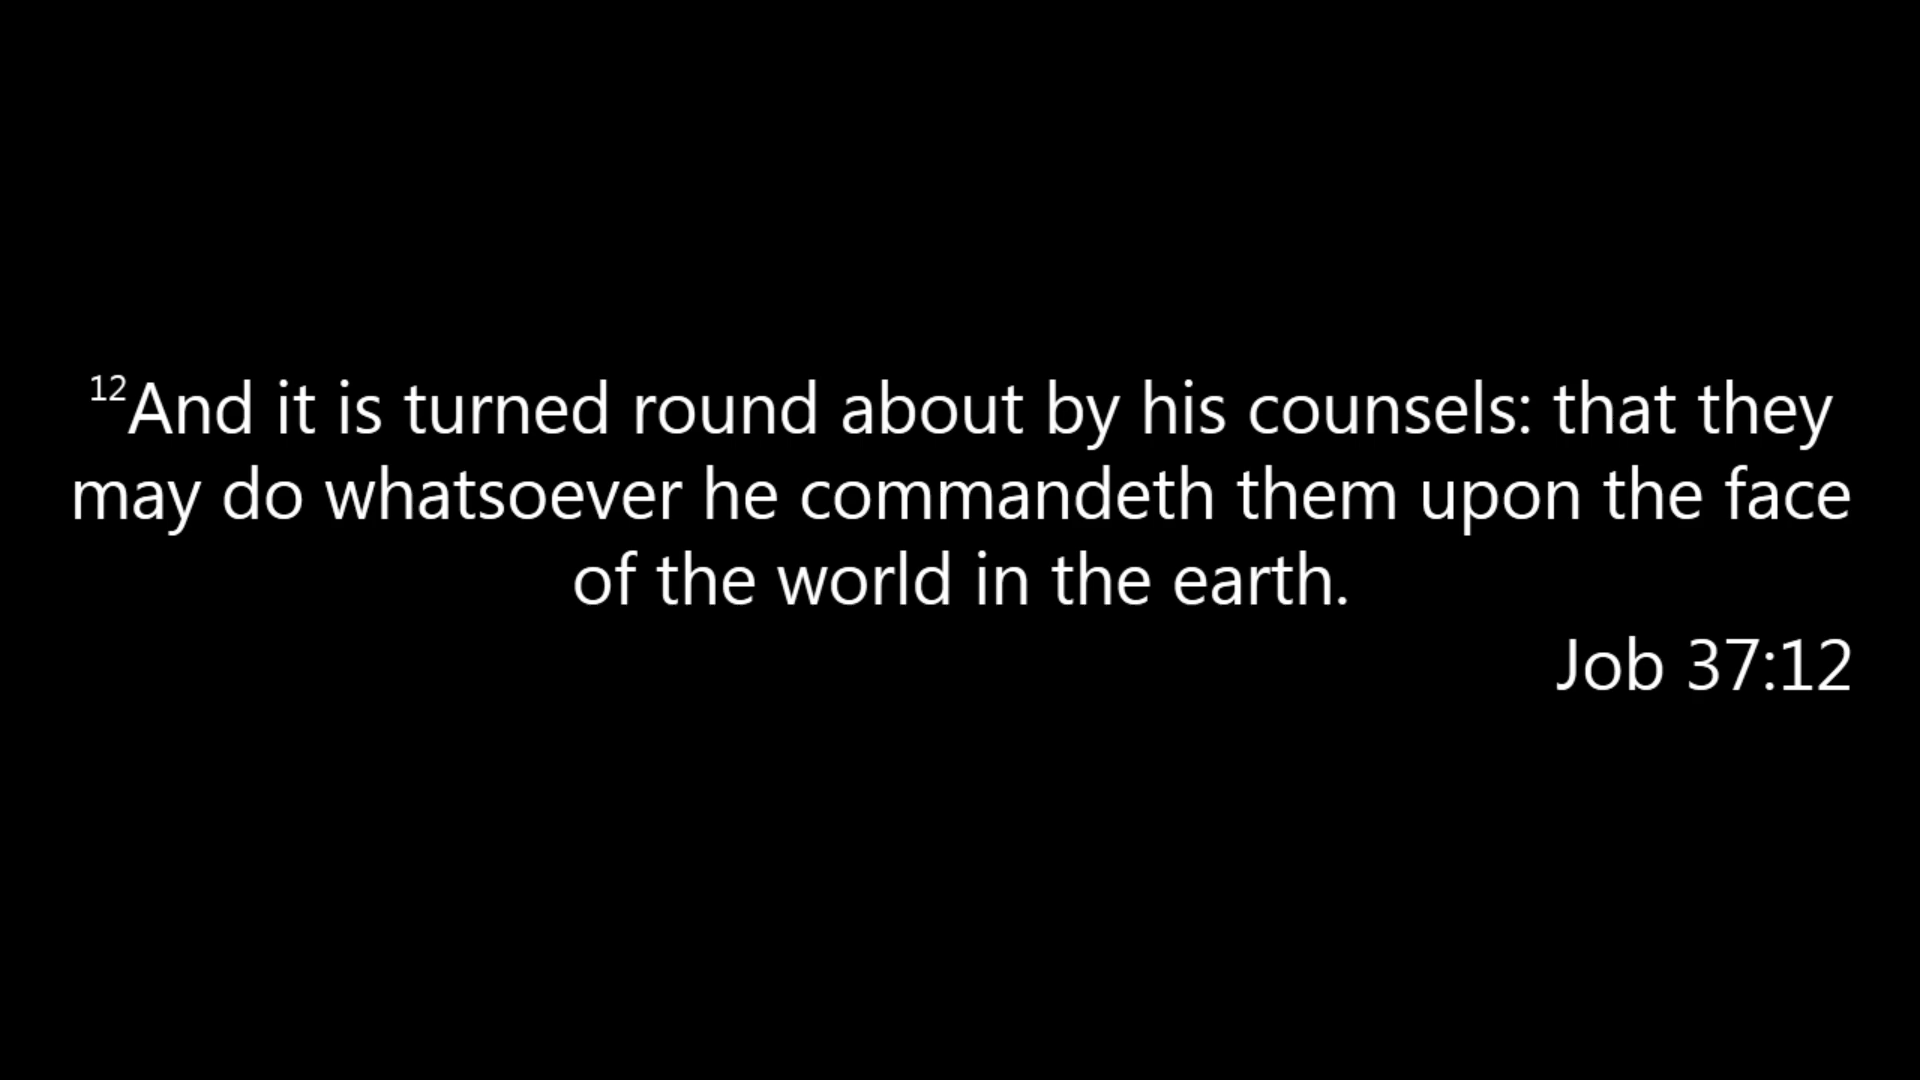 12And it is turned round about by his counsels: that they
may do whatsoever he commandeth them upon the face
of the world in the earth.
Job 37:12